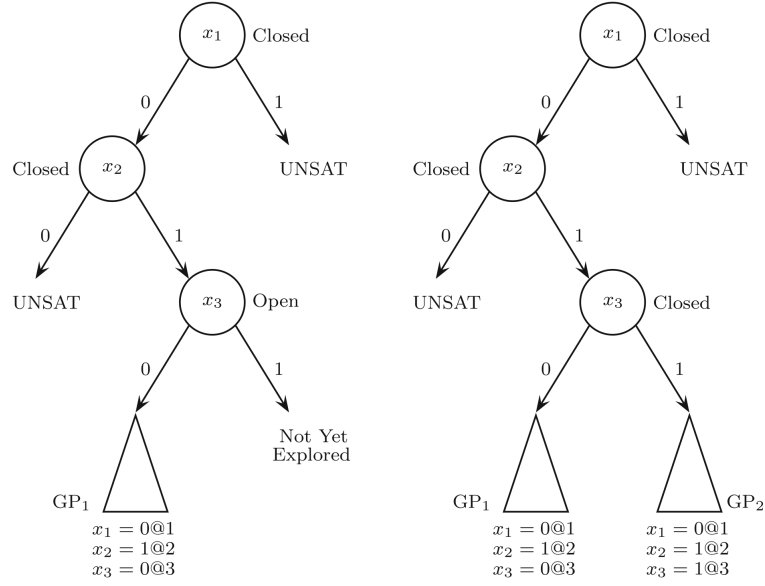 x₁ Closed
0 1
Closed x₂ UNSAT
0 1
UNSAT x₃ Open
0 1
Not Yet
Explored
GP₁
x₁ = 0@1
x₂ = 1@2
x₃ = 0@3
x₁ Closed
0 1
Closed x₂ UNSAT
0 1
UNSAT x₃ Closed
0 1
GP₁ GP₂
x₁ = 0@1 x₁ = 0@1
x₂ = 1@2 x₂ = 1@2
x₃ = 0@3 x₃ = 1@3